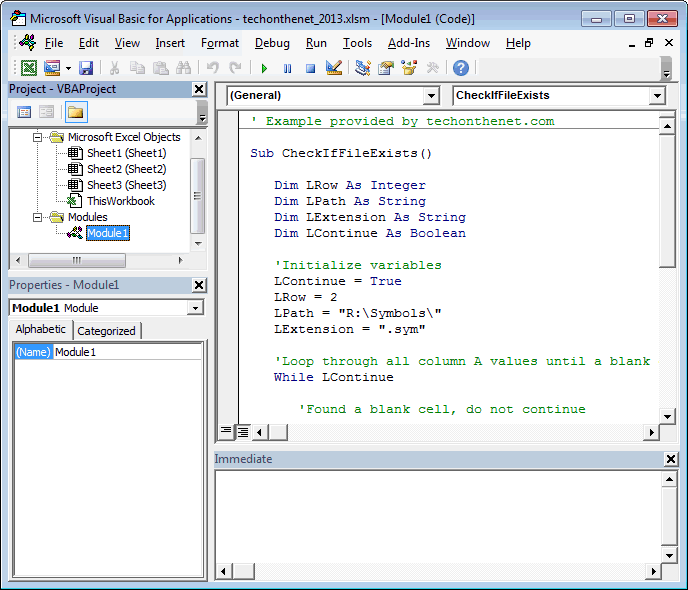 Microsoft Visual Basic for Applications - techonthenet_2013.xlsm - [Module1 (Code)]
File Edit View Insert Format Debug Run Tools Add-Ins Window Help
Project - VBAProject
Microsoft Excel Objects
Sheet1 (Sheet1)
Sheet2 (Sheet2)
Sheet3 (Sheet3)
ThisWorkbook
Modules
Module1
Properties - Module1
Module1 Module
Alphabetic Categorized
(Name) Module1
(General) CheckIfFileExists
' Example provided by techonthenet.com
Sub CheckIfFileExists()
Dim LRow As Integer
Dim LPath As String
Dim LExtension As String
Dim LContinue As Boolean
'Initialize variables
LContinue = True
LRow = 2
LPath = "R:\Symbols\"
LExtension = ".sym"
'Loop through all column A values until a blank
While LContinue
'Found a blank cell, do not continue
Immediate